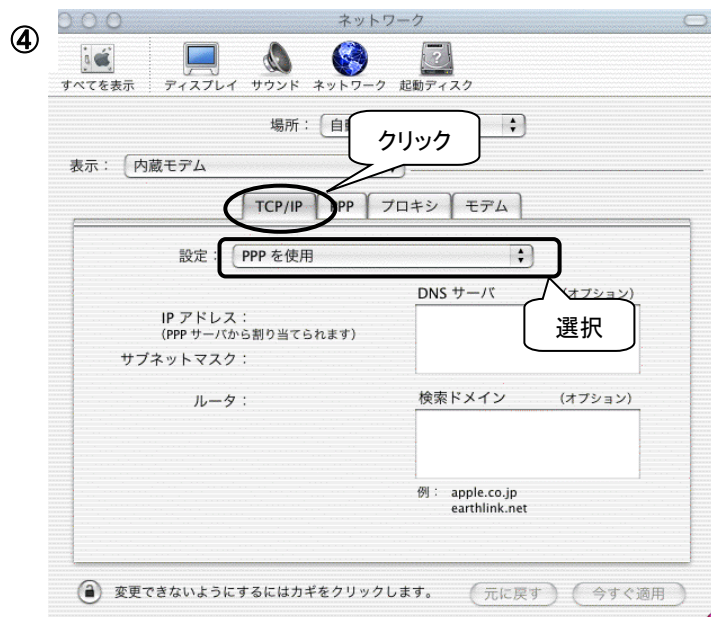 ④
ネットワーク
すべてを表示 ディスプレイ サウンド ネットワーク 起動ディスク
場所： 自
クリック
表示： 内蔵モデム
TCP/IP PPP プロキシ モデム
設定： PPP を使用
DNS サーバ （オプション）
選択
IP アドレス：
（PPP サーバから割り当てられます）
サブネットマスク：
ルータ：
検索ドメイン （オプション）
例： apple.co.jp
earthlink.net
変更できないようにするにはカギをクリックします。 元に戻す 今すぐ適用